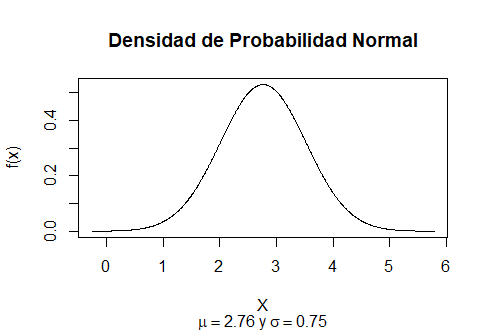 Densidad de Probabilidad Normal
f(x)
0.4
0.2
0.0
0 1 2 3 4 5 6
X
μ = 2.76 y σ = 0.75